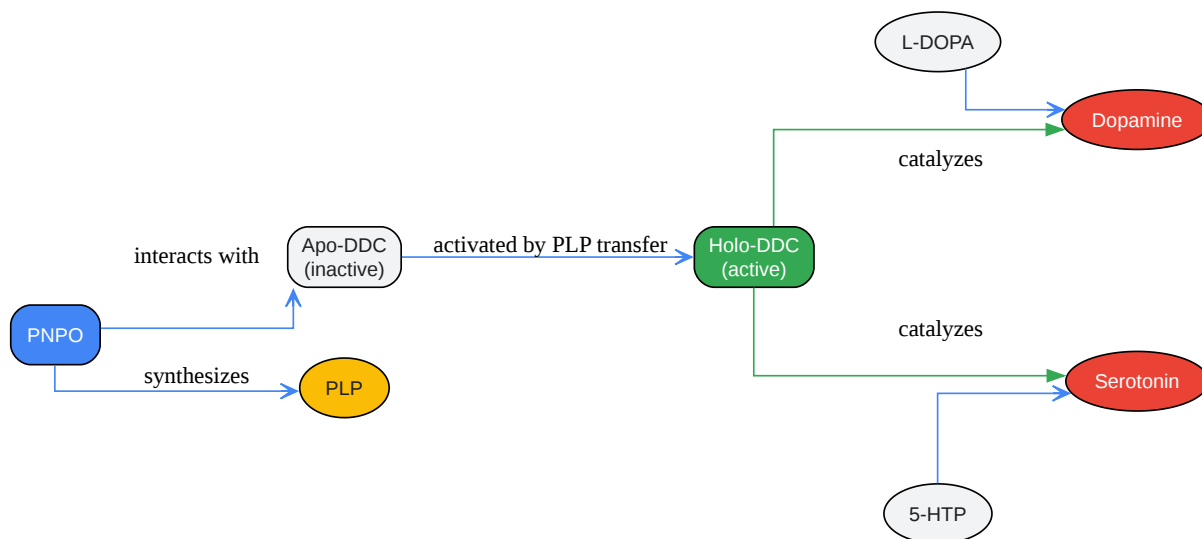 L-DOPA
Dopamine
catalyzes
interacts with
Apo-DDC
(inactive)
activated by PLP transfer
Holo-DDC
(active)
PNPO
synthesizes
PLP
catalyzes
Serotonin
5-HTP